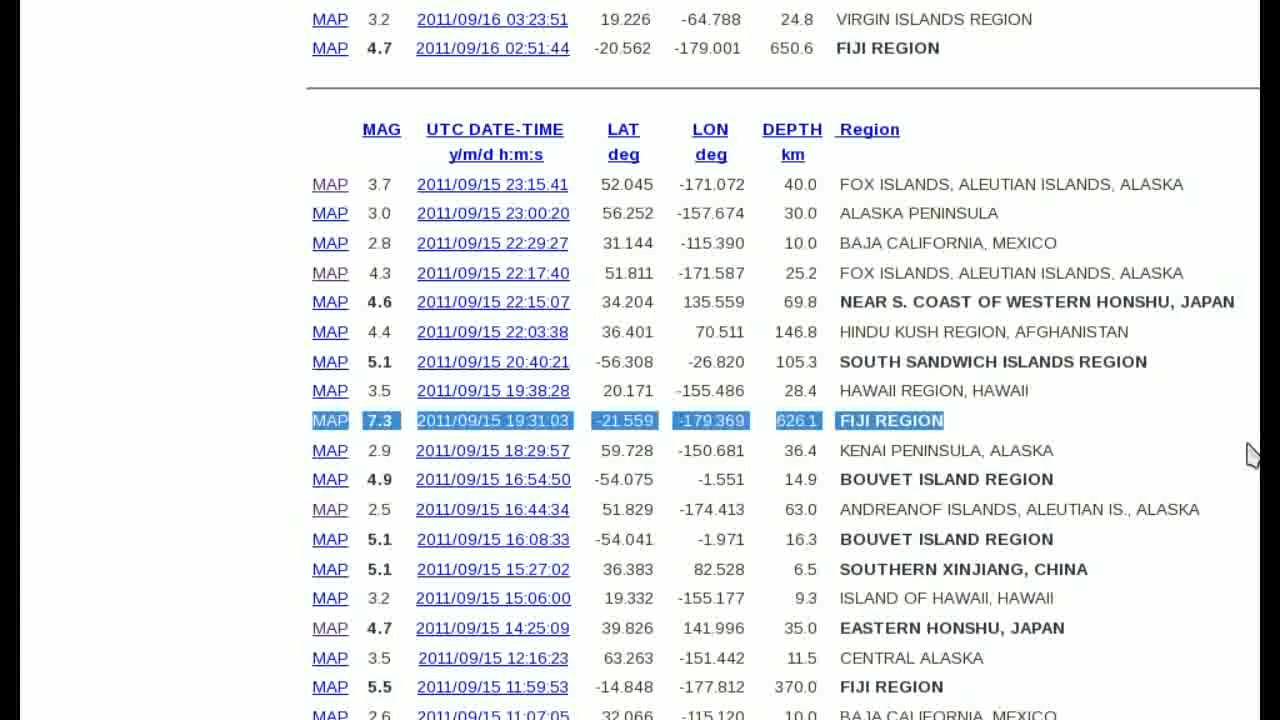 MAP 3.2 2011/09/16 03:23:51 19.226 -64.788 24.8 VIRGIN ISLANDS REGION
MAP 4.7 2011/09/16 02:51:44 -20.562 -179.001 650.6 FIJI REGION
MAG UTC DATE-TIME LAT LON DEPTH Region
y/m/d h:m:s deg deg km
MAP 3.7 2011/09/15 23:15:41 52.045 -171.072 40.0 FOX ISLANDS, ALEUTIAN ISLANDS, ALASKA
MAP 3.0 2011/09/15 23:00:20 56.252 -157.674 30.0 ALASKA PENINSULA
MAP 2.8 2011/09/15 22:29:27 31.144 -115.390 10.0 BAJA CALIFORNIA, MEXICO
MAP 4.3 2011/09/15 22:17:40 51.811 -171.587 25.2 FOX ISLANDS, ALEUTIAN ISLANDS, ALASKA
MAP 4.6 2011/09/15 22:15:07 34.204 135.559 69.8 NEAR S. COAST OF WESTERN HONSHU, JAPAN
MAP 4.4 2011/09/15 22:03:38 36.401 70.511 146.8 HINDU KUSH REGION, AFGHANISTAN
MAP 5.1 2011/09/15 20:40:21 -56.308 -26.820 105.3 SOUTH SANDWICH ISLANDS REGION
MAP 3.5 2011/09/15 19:38:28 20.171 -155.486 28.4 HAWAII REGION, HAWAII
MAP 7.3 2011/09/15 19:31:03 -21.559 -179.369 626.1 FIJI REGION
MAP 2.9 2011/09/15 18:29:57 59.728 -150.681 36.4 KENAI PENINSULA, ALASKA
MAP 4.9 2011/09/15 16:54:50 -54.075 -1.551 14.9 BOUVET ISLAND REGION
MAP 2.5 2011/09/15 16:44:34 51.829 -174.413 63.0 ANDREANOF ISLANDS, ALEUTIAN IS., ALASKA
MAP 5.1 2011/09/15 16:08:33 -54.041 -1.971 16.3 BOUVET ISLAND REGION
MAP 5.1 2011/09/15 15:27:02 36.383 82.528 6.5 SOUTHERN XINJIANG, CHINA
MAP 3.2 2011/09/15 15:06:00 19.332 -155.177 9.3 ISLAND OF HAWAII, HAWAII
MAP 4.7 2011/09/15 14:25:09 39.826 141.996 35.0 EASTERN HONSHU, JAPAN
MAP 3.5 2011/09/15 12:16:23 63.263 -151.442 11.5 CENTRAL ALASKA
MAP 5.5 2011/09/15 11:59:53 -14.848 -177.812 370.0 FIJI REGION
MAP 2.6 2011/09/15 11:07:05 32.066 -115.120 10.0 BAJA CALIFORNIA, MEXICO